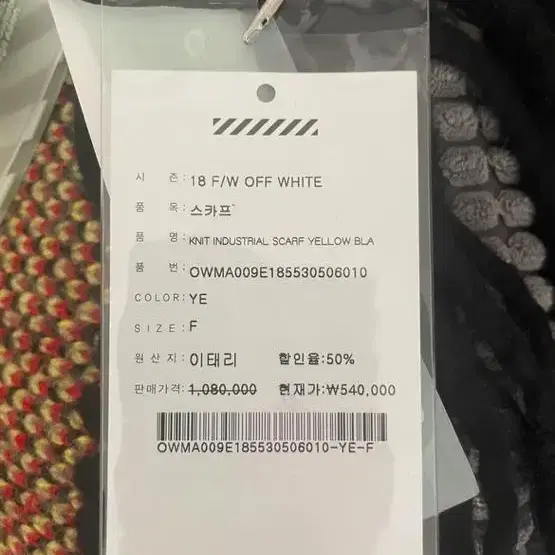 시 즌: 18 F/W OFF WHITE
품 목: 스카프
품 명: KNIT INDUSTRIAL SCARF YELLOW BLA
품 번: OWMA009E185530506010
COLOR: YE
SIZE: F
원 산 지: 이태리 할인율:50%
판매가격: 1,080,000 현재가:₩540,000
OWMA009E185530506010-YE-F